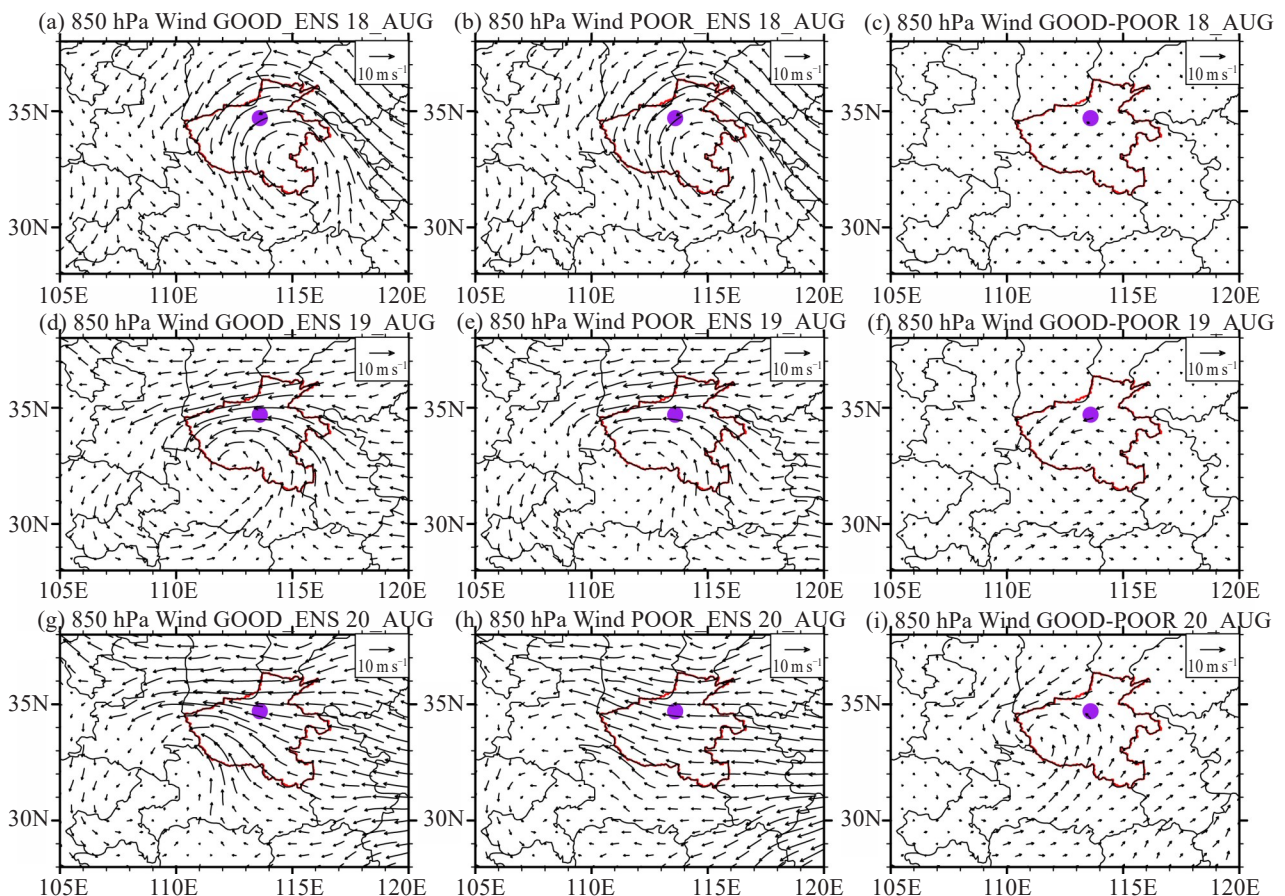 (a) 850 hPa Wind GOOD_ENS 18_AUG (b) 850 hPa Wind POOR_ENS 18_AUG (c) 850 hPa Wind GOOD-POOR 18_AUG
10 m s⁻¹ 10 m s⁻¹ 10 m s⁻¹
35N 35N 35N
30N 30N 30N
105E 110E 115E 120E 105E 110E 115E 120E 105E 110E 115E 120E
(d) 850 hPa Wind GOOD_ENS 19_AUG (e) 850 hPa Wind POOR_ENS 19_AUG (f) 850 hPa Wind GOOD-POOR 19_AUG
10 m s⁻¹ 10 m s⁻¹ 10 m s⁻¹
35N 35N 35N
30N 30N 30N
105E 110E 115E 120E 105E 110E 115E 120E 105E 110E 115E 120E
(g) 850 hPa Wind GOOD_ENS 20_AUG (h) 850 hPa Wind POOR_ENS 20_AUG (i) 850 hPa Wind GOOD-POOR 20_AUG
10 m s⁻¹ 10 m s⁻¹ 10 m s⁻¹
35N 35N 35N
30N 30N 30N
105E 110E 115E 120E 105E 110E 115E 120E 105E 110E 115E 120E